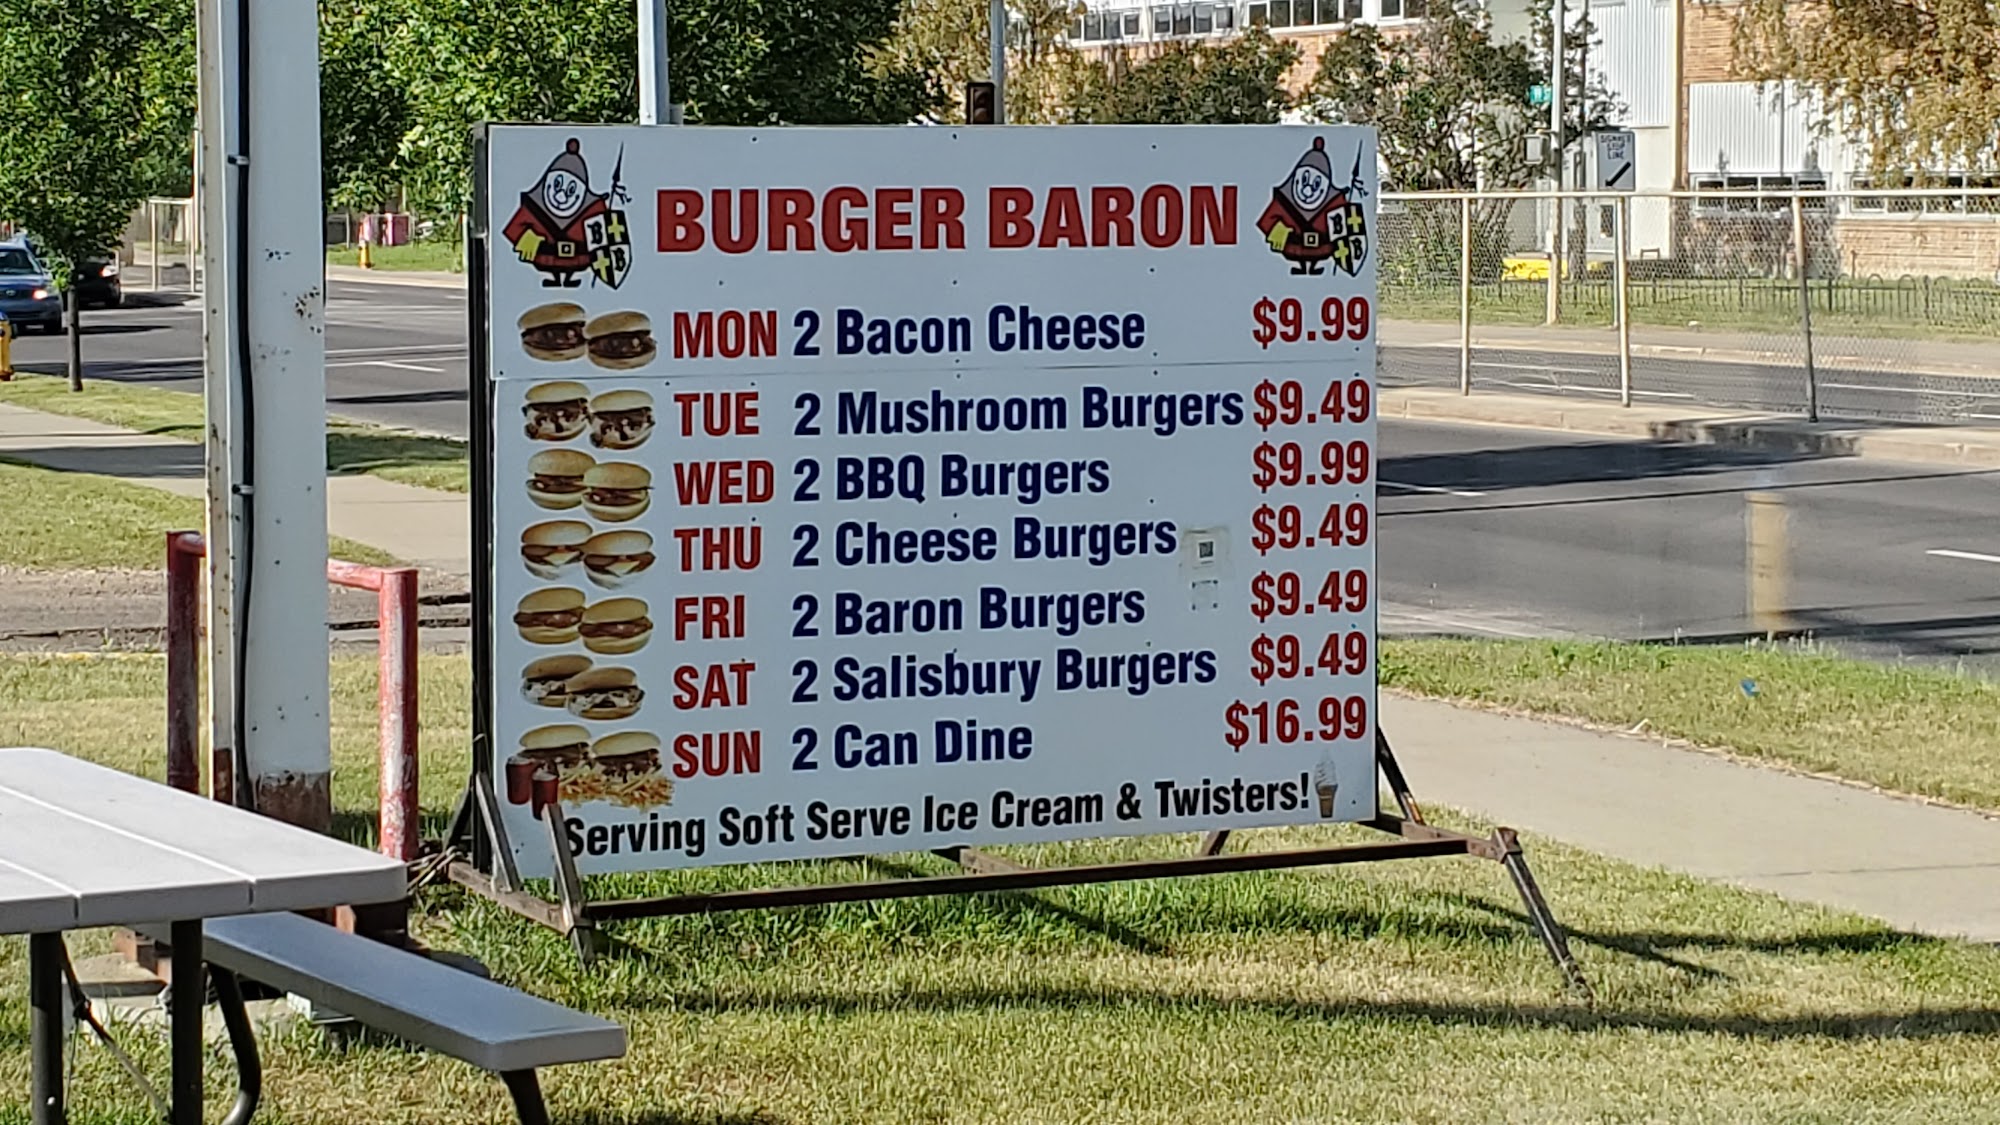 BURGER BARON
B
B
B
B
MON 2 Bacon Cheese $9.99
TUE 2 Mushroom Burgers $9.49
WED 2 BBQ Burgers $9.99
THU 2 Cheese Burgers $9.49
FRI 2 Baron Burgers $9.49
SAT 2 Salisbury Burgers $9.49
SUN 2 Can Dine $16.99
Serving Soft Serve Ice Cream & Twisters!
STOP
LINE